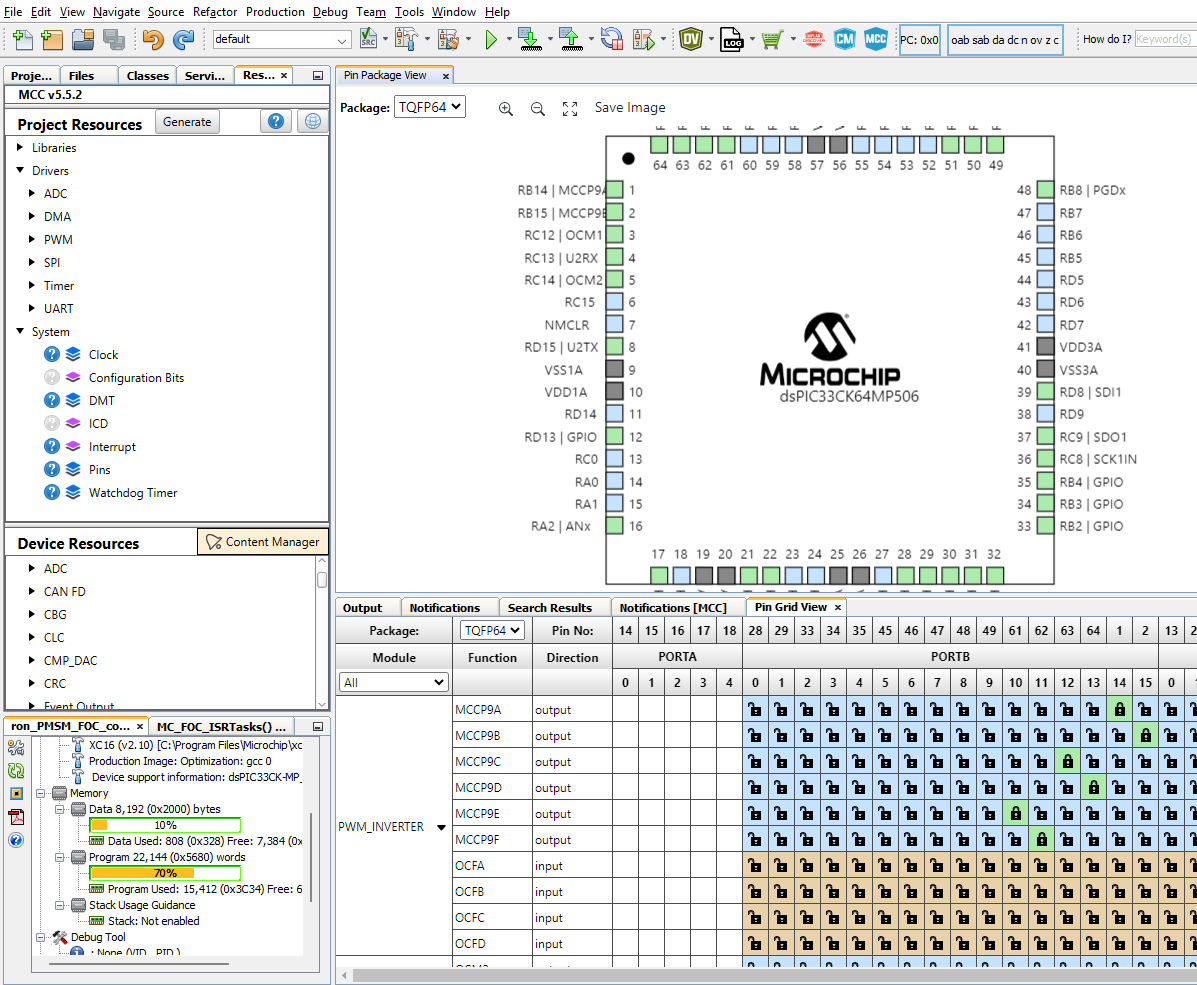 File Edit View Navigate Source Refactor Production Debug Team Tools Window Help
default
SRC
DV
LOG
CM
MCC
PC: 0x0
oab sab da dc n ov z c
How do I?
Keyword(s)
Proje...
Files
Classes
Servi...
Res... ×
MCC v5.5.2
Project Resources
Generate
Libraries
Drivers
ADC
DMA
PWM
SPI
Timer
UART
System
Clock
Configuration Bits
DMT
ICD
Interrupt
Pins
Watchdog Timer
Device Resources
Content Manager
ADC
CAN FD
CBG
CLC
CMP_DAC
CRC
Event Output
ron_PMSM_FOC_co... ×
MC_FOC_ISRTasks() ...
XC16 (v2.10) [C:\Program Files\Microchip\xc
Production Image: Optimization: gcc 0
Device support information: dsPIC33CK-MP_
Memory
Data 8,192 (0x2000) bytes
10%
Data Used: 808 (0x328) Free: 7,384 (0x
Program 22,144 (0x5680) words
70%
Program Used: 15,412 (0x3C34) Free: 6
Stack Usage Guidance
Stack: Not enabled
Debug Tool
: None (VID , PID )
Pin Package View ×
Package: TQFP64
Save Image
64 63 62 61 60 59 58 57 56 55 54 53 52 51 50 49
RB14 | MCCP9A 1
RB15 | MCCP9B 2
RC12 | OCM1 3
RC13 | U2RX 4
RC14 | OCM2 5
RC15 6
NMCLR 7
RD15 | U2TX 8
VSS1A 9
VDD1A 10
RD14 11
RD13 | GPIO 12
RC0 13
RA0 14
RA1 15
RA2 | ANx 16
MICROCHIP
dsPIC33CK64MP506
48 RB8 | PGDx
47 RB7
46 RB6
45 RB5
44 RD5
43 RD6
42 RD7
41 VDD3A
40 VSS3A
39 RD8 | SDI1
38 RD9
37 RC9 | SDO1
36 RC8 | SCK1IN
35 RB4 | GPIO
34 RB3 | GPIO
33 RB2 | GPIO
17 18 19 20 21 22 23 24 25 26 27 28 29 30 31 32
Output
Notifications
Search Results
Notifications [MCC]
Pin Grid View ×
Package: TQFP64 Pin No: 14 15 16 17 18 28 29 33 34 35 45 46 47 48 49 61 62 63 64 1 2 13
Module Function Direction PORTA PORTB
All 0 1 2 3 4 0 1 2 3 4 5 6 7 8 9 10 11 12 13 14 15 0
PWM_INVERTER
MCCP9A output
MCCP9B output
MCCP9C output
MCCP9D output
MCCP9E output
MCCP9F output
OCFA input
OCFB input
OCFC input
OCFD input